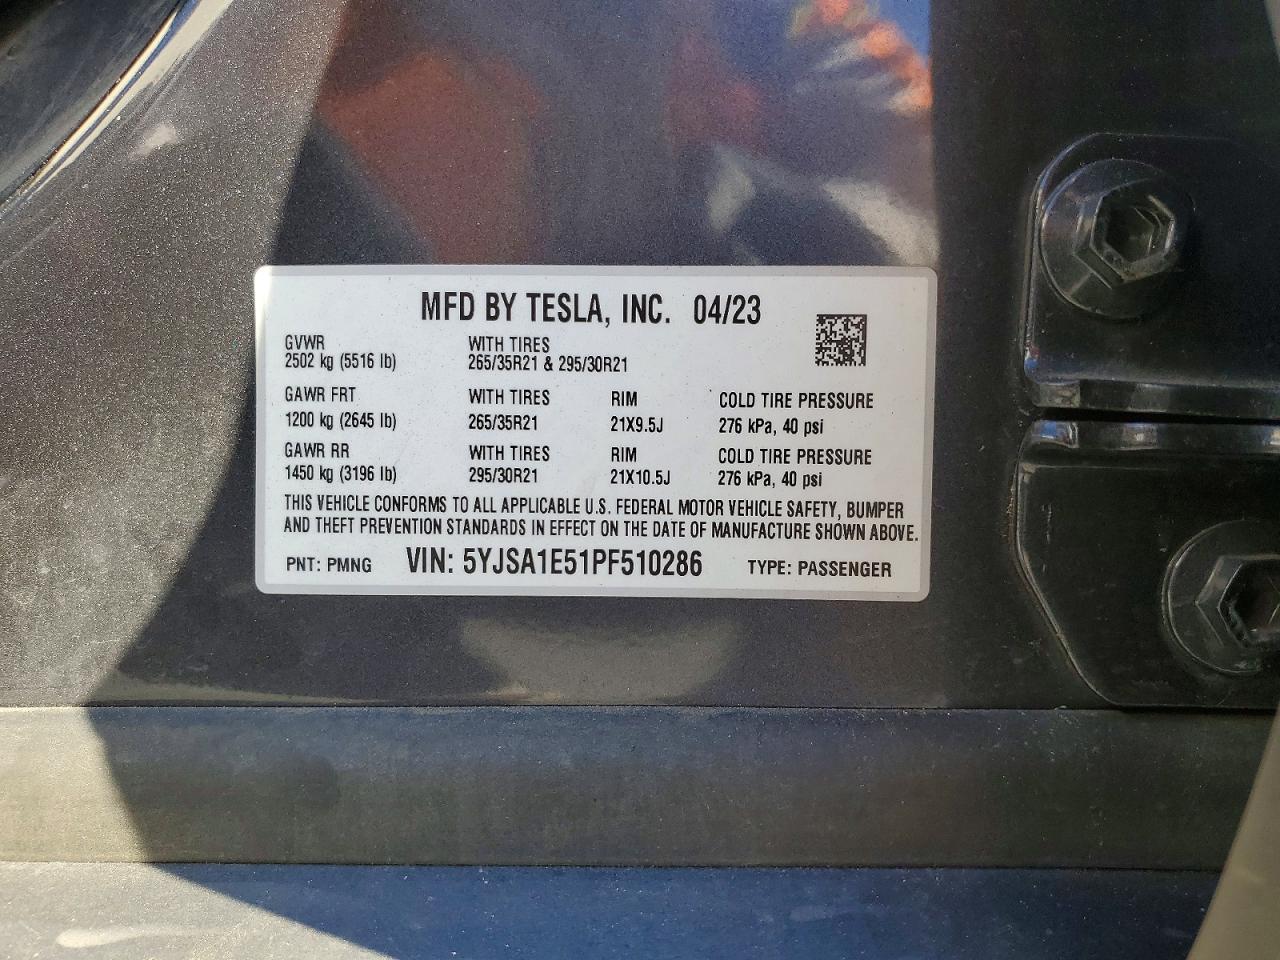 MFD BY TESLA, INC. 04/23
GVWR WITH TIRES
2502 kg (5516 lb) 265/35R21 & 295/30R21
GAWR FRT WITH TIRES RIM COLD TIRE PRESSURE
1200 kg (2645 lb) 265/35R21 21X9.5J 276 kPa, 40 psi
GAWR RR WITH TIRES RIM COLD TIRE PRESSURE
1450 kg (3196 lb) 295/30R21 21X10.5J 276 kPa, 40 psi
THIS VEHICLE CONFORMS TO ALL APPLICABLE U.S. FEDERAL MOTOR VEHICLE SAFETY, BUMPER
AND THEFT PREVENTION STANDARDS IN EFFECT ON THE DATE OF MANUFACTURE SHOWN ABOVE.
PNT: PMNG VIN: 5YJSA1E51PF510286 TYPE: PASSENGER